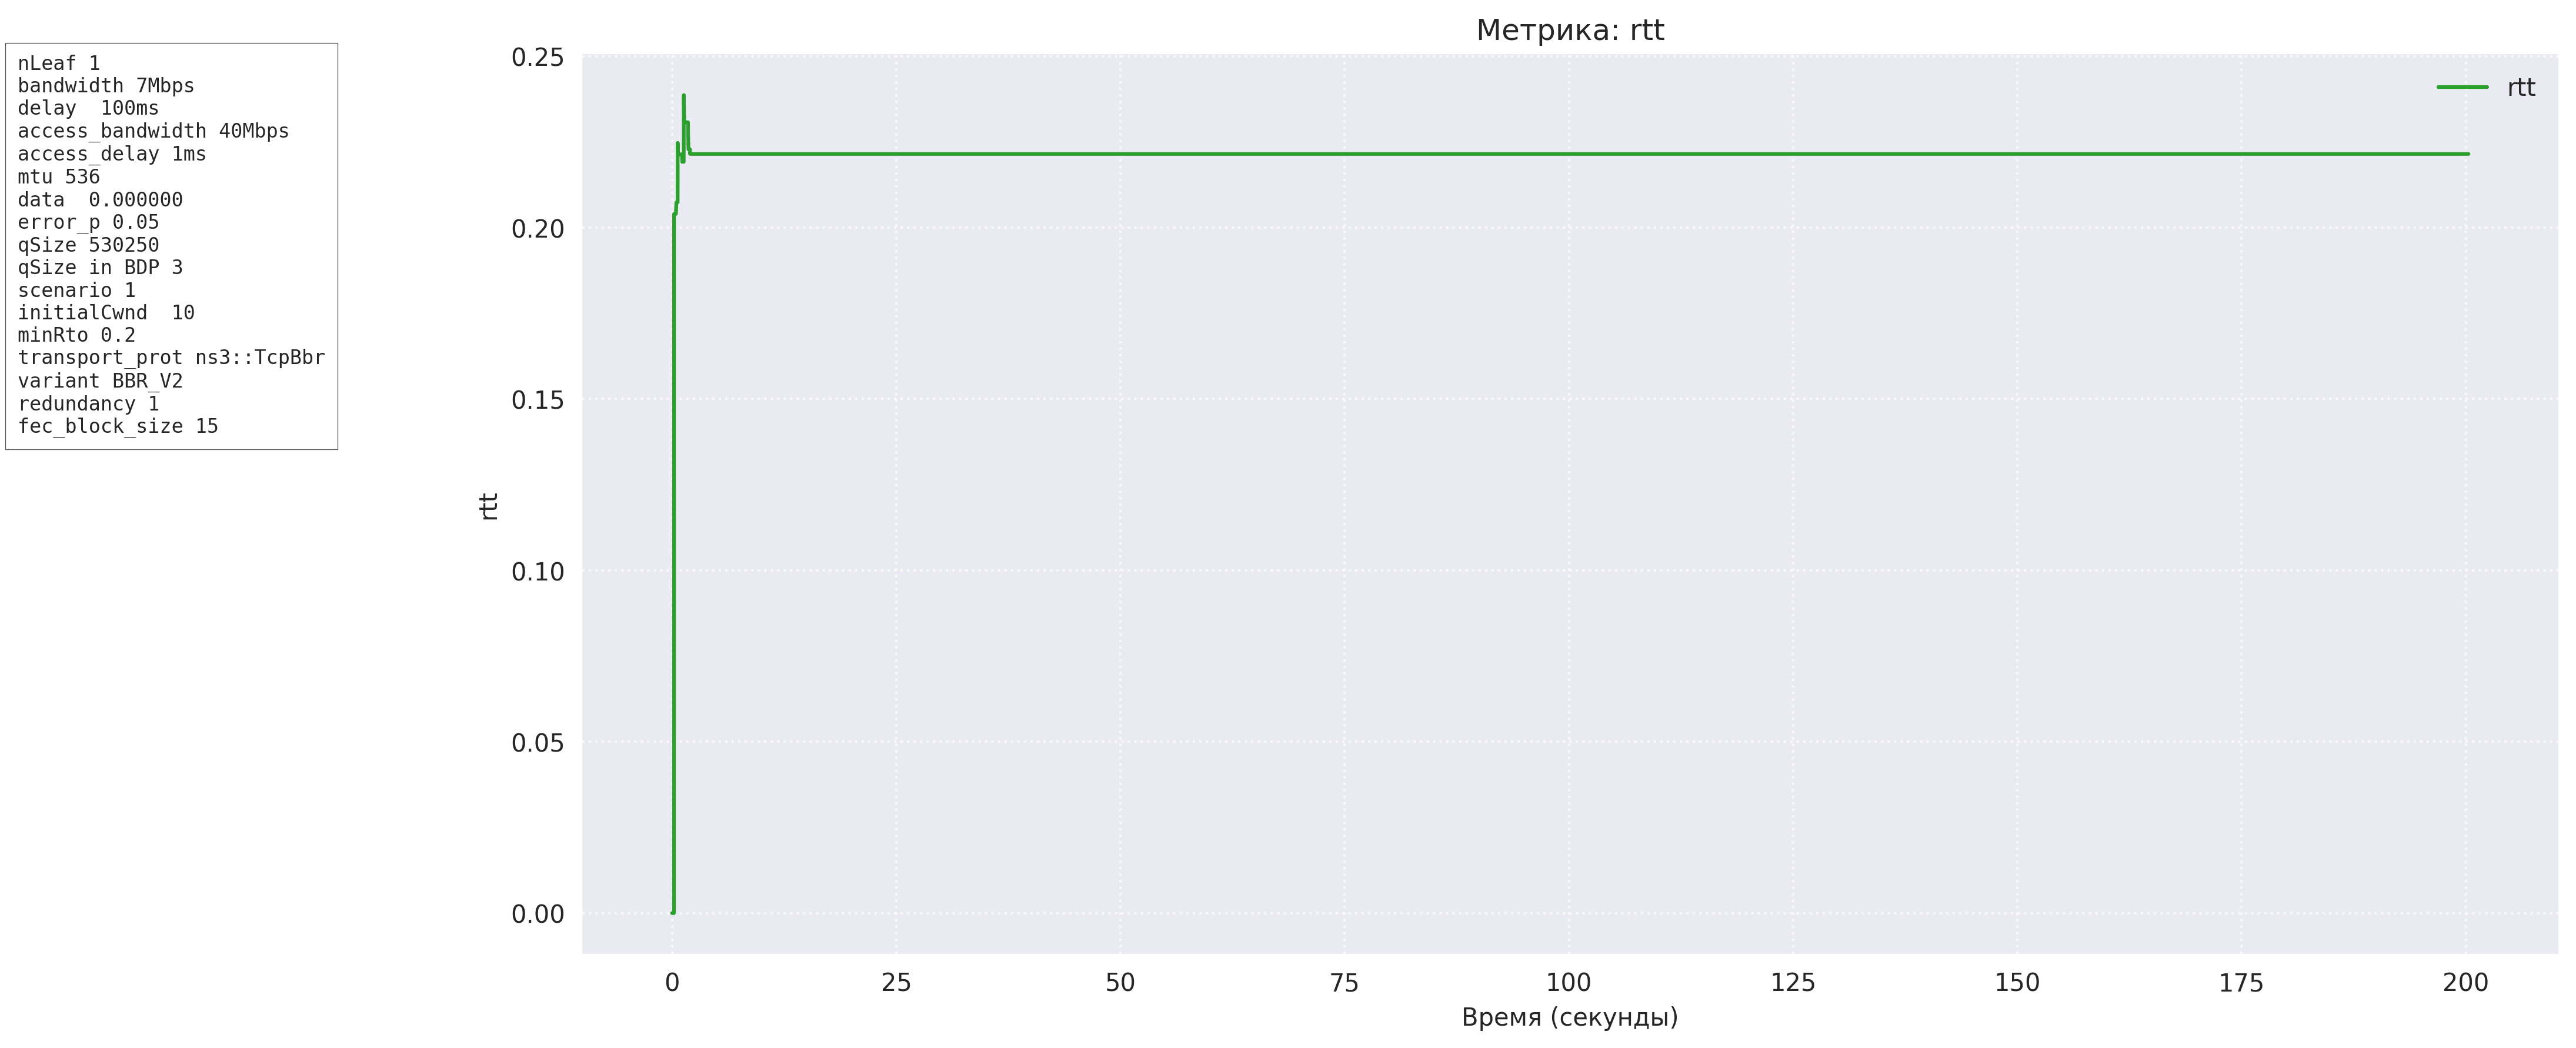 Метрика: rtt
nLeaf 1
bandwidth 7Mbps
delay  100ms
access_bandwidth 40Mbps
access_delay 1ms
mtu 536
data  0.000000
error_p 0.05
qSize 530250
qSize in BDP 3
scenario 1
initialCwnd  10
minRto 0.2
transport_prot ns3::TcpBbr
variant BBR_V2
redundancy 1
fec_block_size 15
rtt
0.25
0.20
0.15
0.10
0.05
0.00
rtt
0 25 50 75 100 125 150 175 200
Время (секунды)